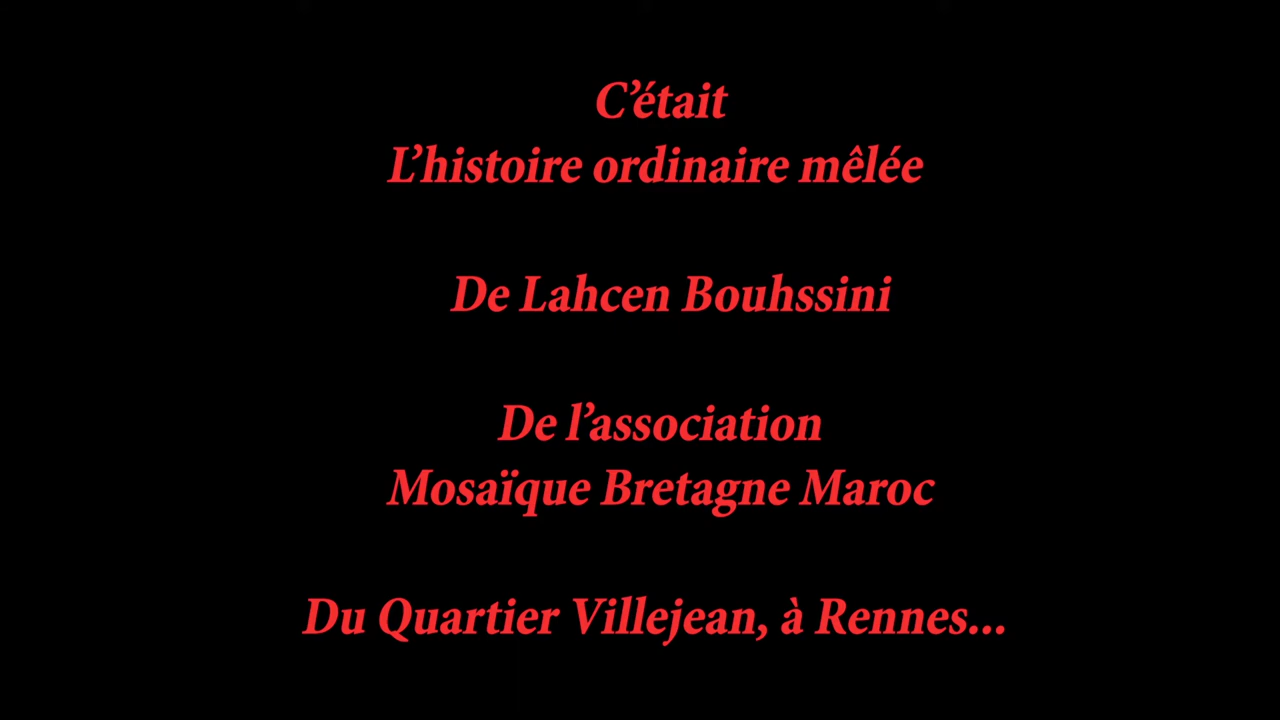 C’était
L’histoire ordinaire mêlée
De Lahcen Bouhssini
De l’association
Mosaïque Bretagne Maroc
Du Quartier Villejean, à Rennes...